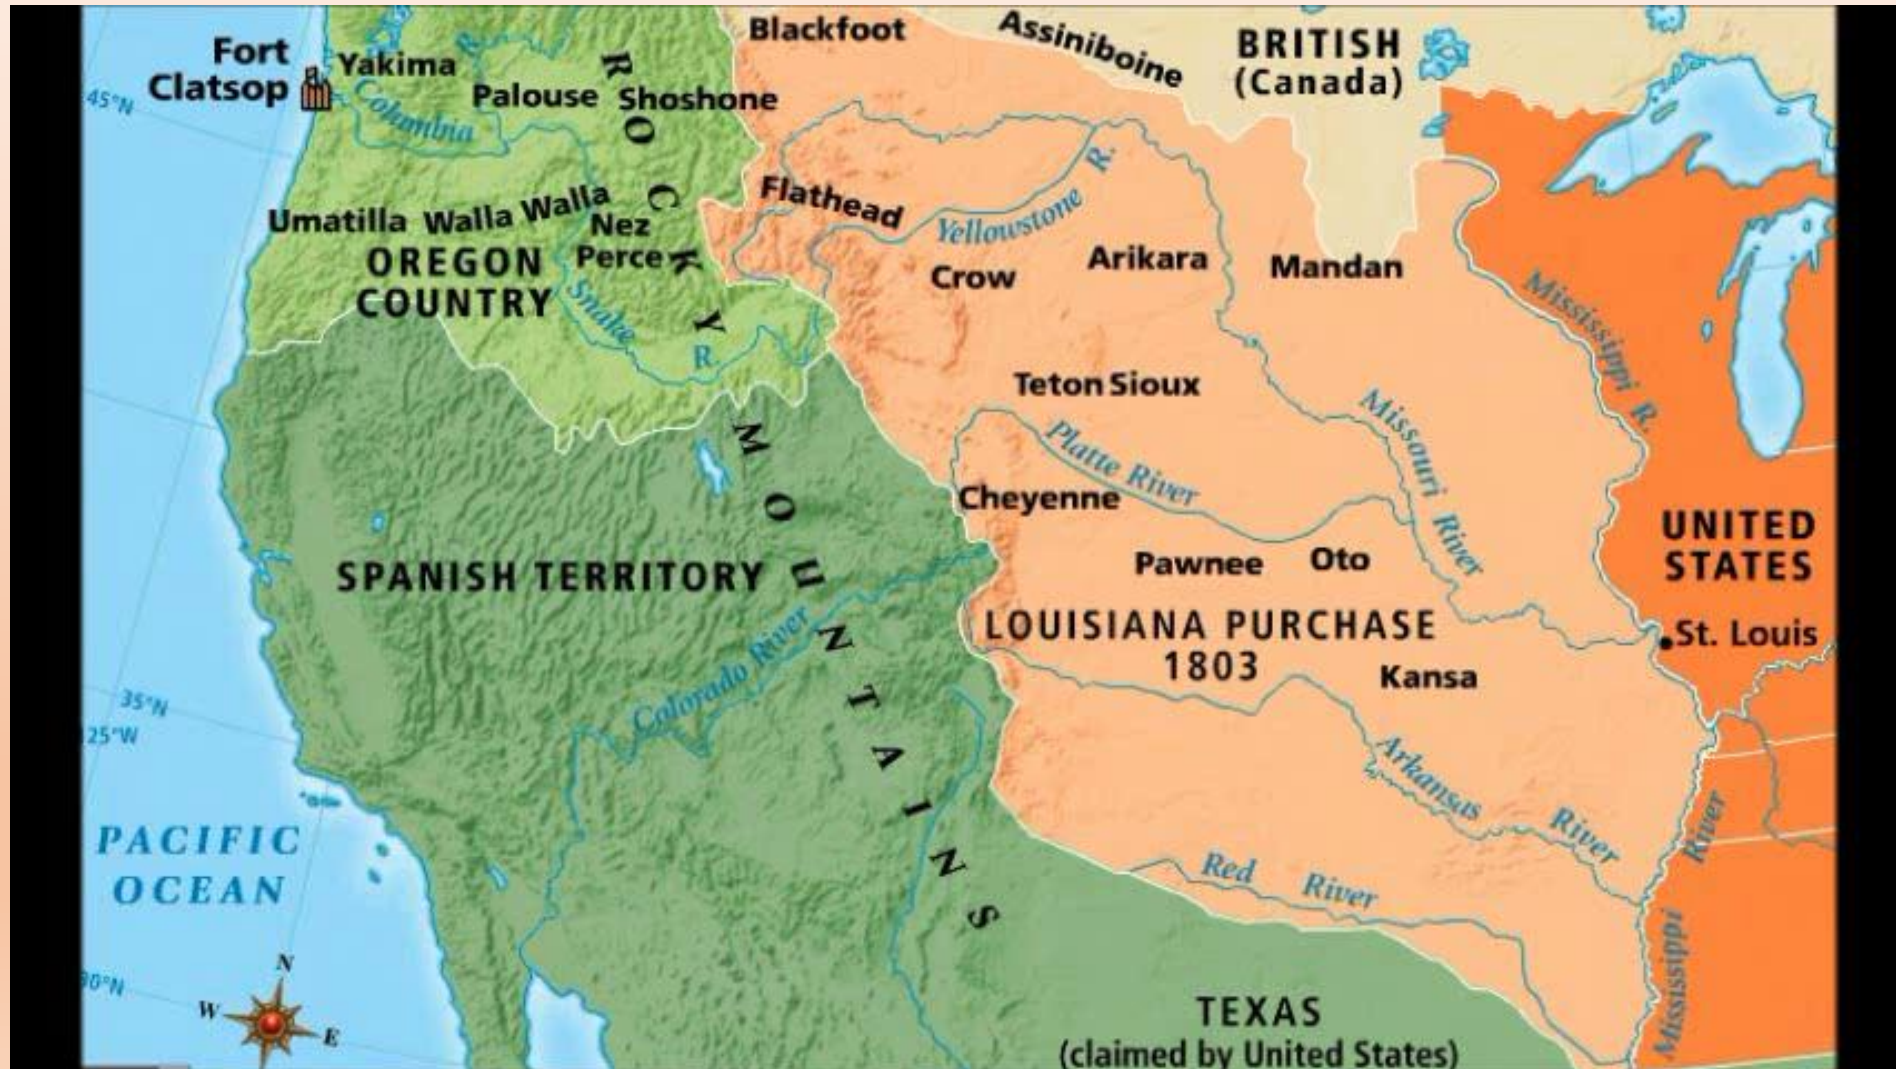 Blackfoot
Assiniboine
BRITISH
(Canada)
Fort
Clatsop
Yakima
R.
Palouse
Shoshone
45°N
Columbia
ROCKY
MOUNTAINS
Flathead
Yellowstone R.
Umatilla
Walla Walla
Nez
Perce
OREGON
COUNTRY
Snake
R.
Crow
Arikara
Mandan
Mississippi R.
Teton Sioux
Missouri River
Platte River
Cheyenne
UNITED
STATES
Pawnee
Oto
SPANISH TERRITORY
LOUISIANA PURCHASE
1803
St. Louis
Kansa
Colorado River
35°N
25°W
Arkansas River
PACIFIC
OCEAN
Red River
Mississippi River
N
W
E
30°N
TEXAS
(claimed by United States)